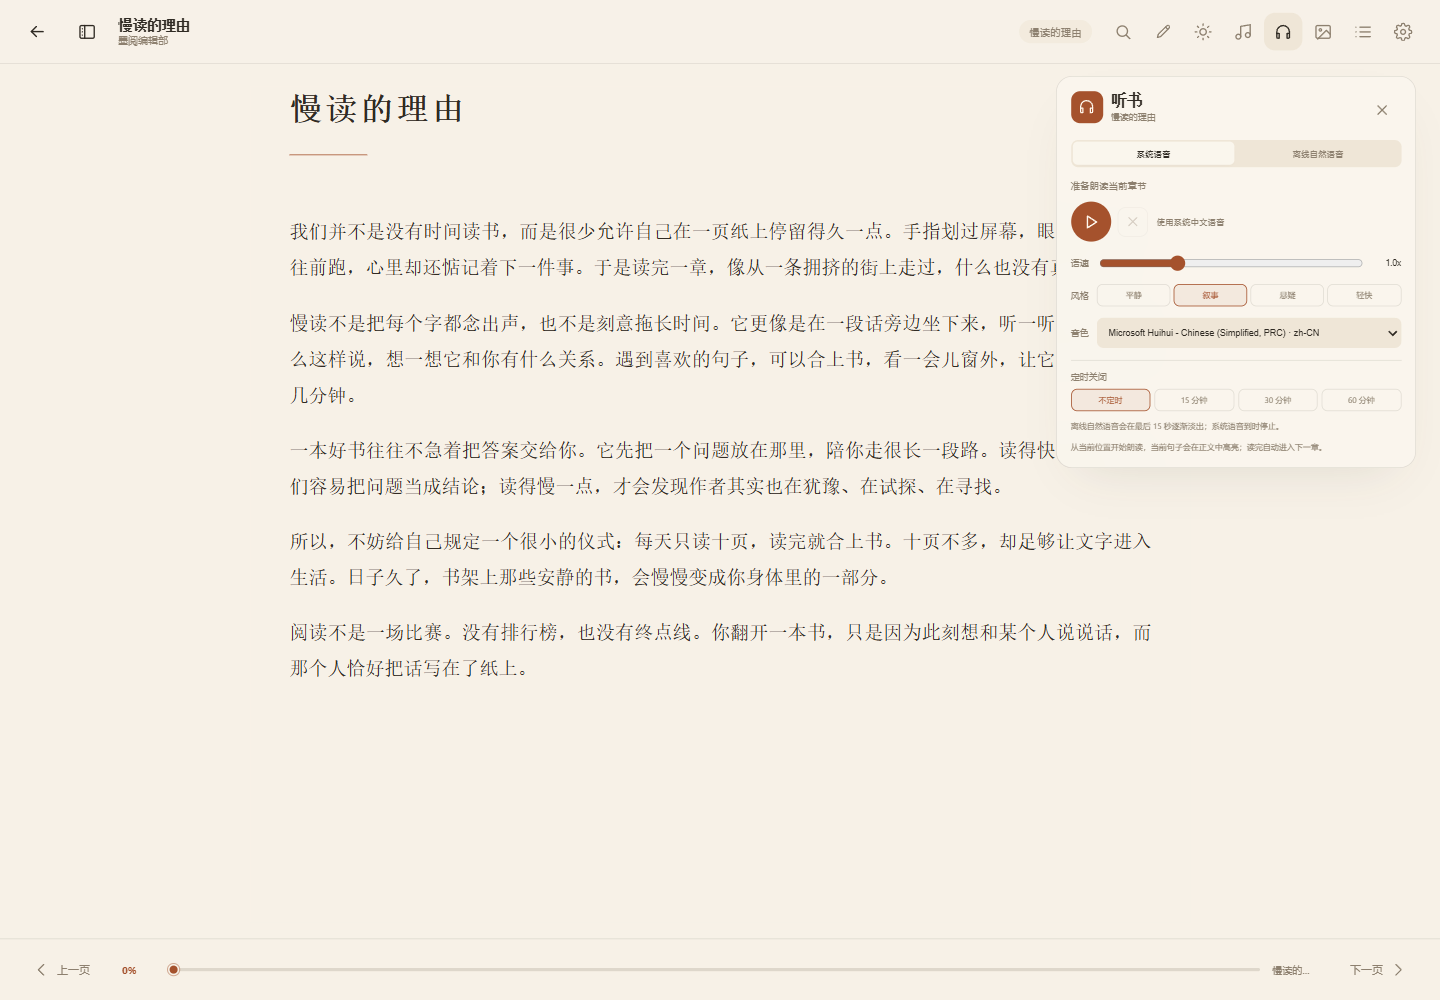 慢读的理由
墨阅编辑部
慢读的理由
慢读的理由
我们并不是没有时间读书，而是很少允许自己在一页纸上停留得久一点。手指划过屏幕，眼
往前跑，心里却还惦记着下一件事。于是读完一章，像从一条拥挤的街上走过，什么也没有
慢读不是把每个字都念出声，也不是刻意拖长时间。它更像是在一段话旁边坐下来，听一听
么这样说，想一想它和你有什么关系。遇到喜欢的句子，可以合上书，看一会儿窗外，让它
几分钟。
一本好书往往不急着把答案交给你。它先把一个问题放在那里，陪你走很长一段路。读得快
们容易把问题当成结论；读得慢一点，才会发现作者其实也在犹豫、在试探、在寻找。
所以，不妨给自己规定一个很小的仪式：每天只读十页，读完就合上书。十页不多，却足够让文字进入
生活。日子久了，书架上那些安静的书，会慢慢变成你身体里的一部分。
阅读不是一场比赛。没有排行榜，也没有终点线。你翻开一本书，只是因为此刻想和某个人说说话，而
那个人恰好把话写在了纸上。
听书
慢读的理由
系统语音
离线自然语音
准备朗读当前章节
使用系统中文语音
语速
1.0x
风格
平静
叙事
悬疑
轻快
音色
Microsoft Huihui - Chinese (Simplified, PRC) · zh-CN
定时关闭
不定时
15 分钟
30 分钟
60 分钟
离线自然语音会在最后 15 秒逐渐淡出；系统语音到时停止。
从当前位置开始朗读，当前句子会在正文中高亮；读完自动进入下一章。
上一页
0%
慢读的...
下一页